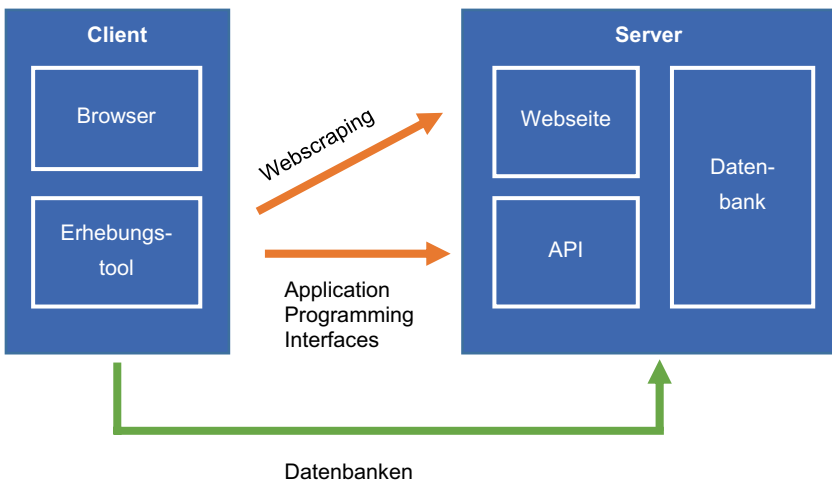 Client
Browser
Erhebungs-
tool
Webscraping
Application
Programming
Interfaces
Server
Webseite
API
Daten-
bank
Datenbanken